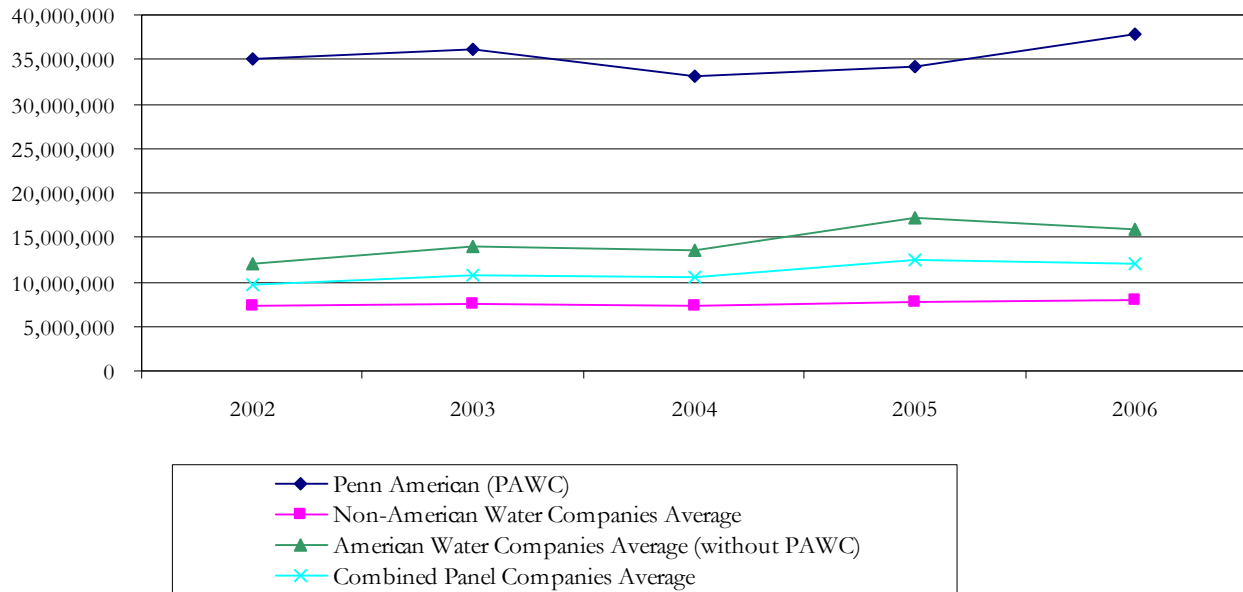 40,000,000
35,000,000
30,000,000
25,000,000
20,000,000
15,000,000
10,000,000
5,000,000
0
2002 2003 2004 2005 2006
Penn American (PAWC)
Non-American Water Companies Average
American Water Companies Average (without PAWC)
Combined Panel Companies Average